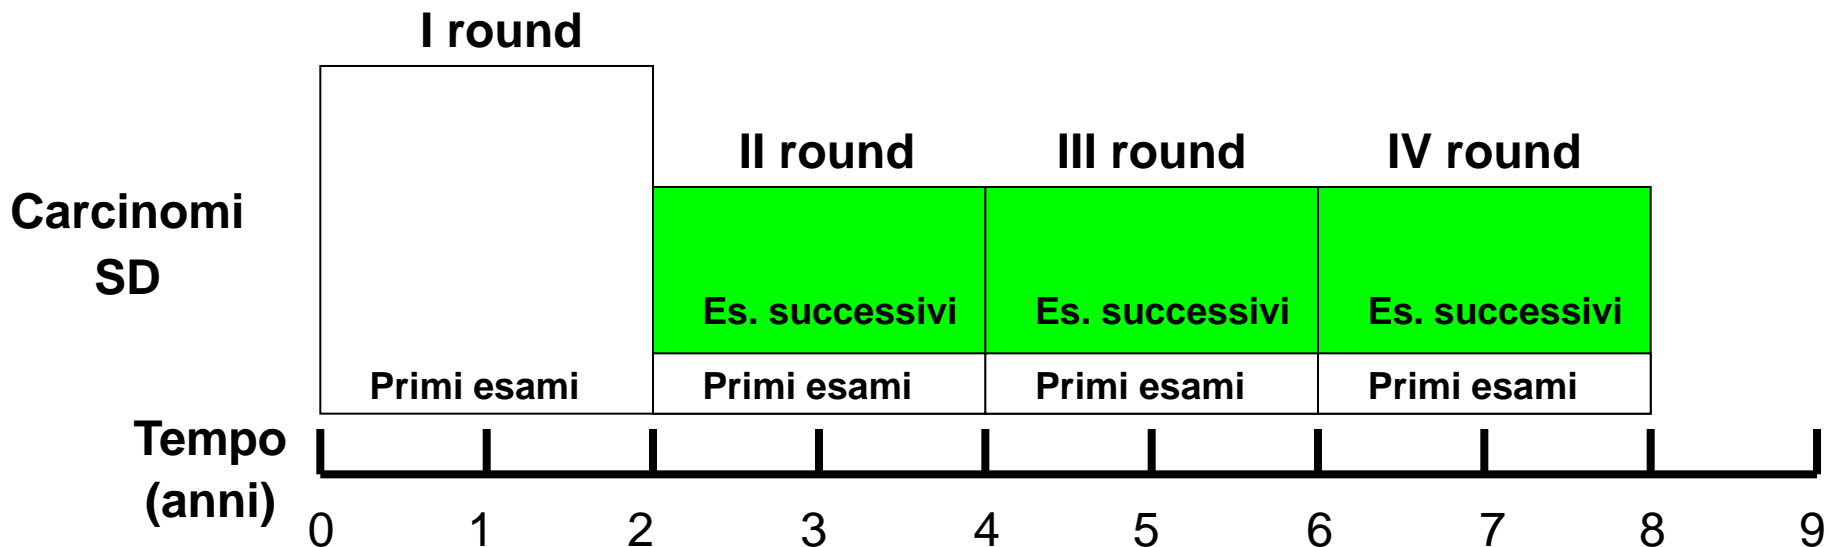 I round
II round III round IV round
Carcinomi
SD
Es. successivi Es. successivi Es. successivi
Primi esami Primi esami Primi esami Primi esami
Tempo
(anni)
0 1 2 3 4 5 6 7 8 9